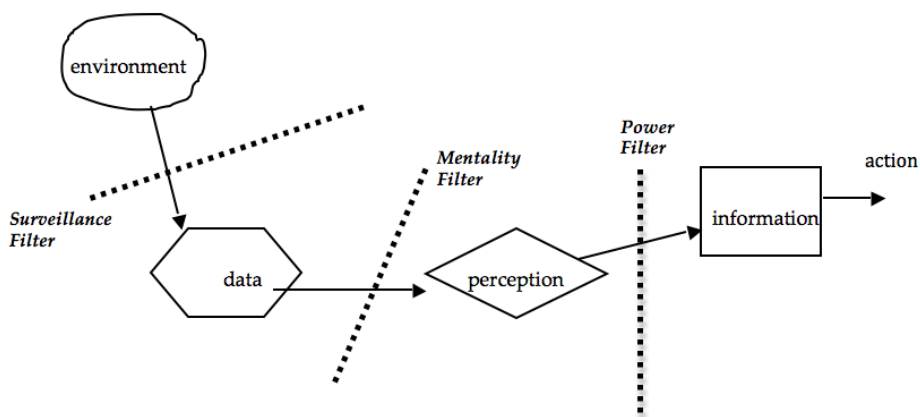 environment
Surveillance
Filter
data
Mentality
Filter
perception
Power
Filter
information
action